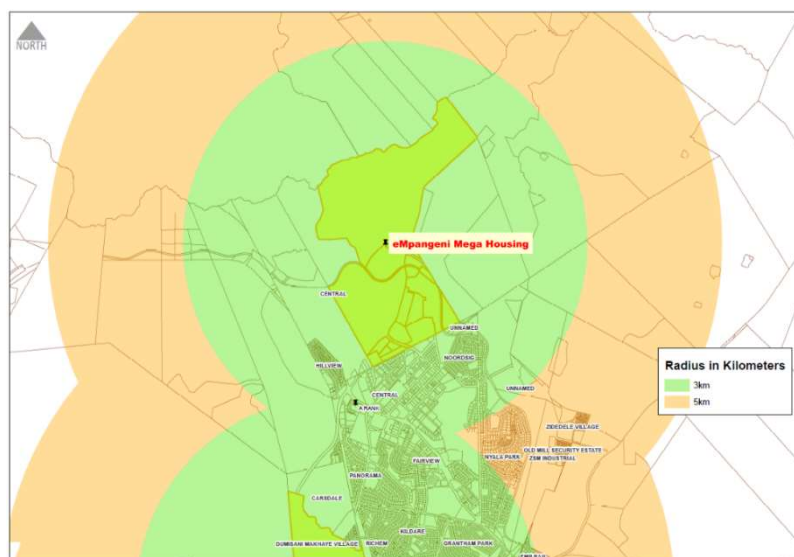 NORTH
eMpangeni Mega Housing
CENTRAL
UNNAMED
HILLVIEW
NOORDSIG
Radius in Kilometers
3km
5km
UNNAMED
CENTRAL
A RANK
ZIDEDELE VILLAGE
OLD MILL SECURITY ESTATE
NYALA PARK
ZSM INDUSTRIAL
FAIRVIEW
PANORAMA
CARSDALE
KILDARE
DUMISANI MAKHAYE VILLAGE
RICHEM
GRANTHAM PARK